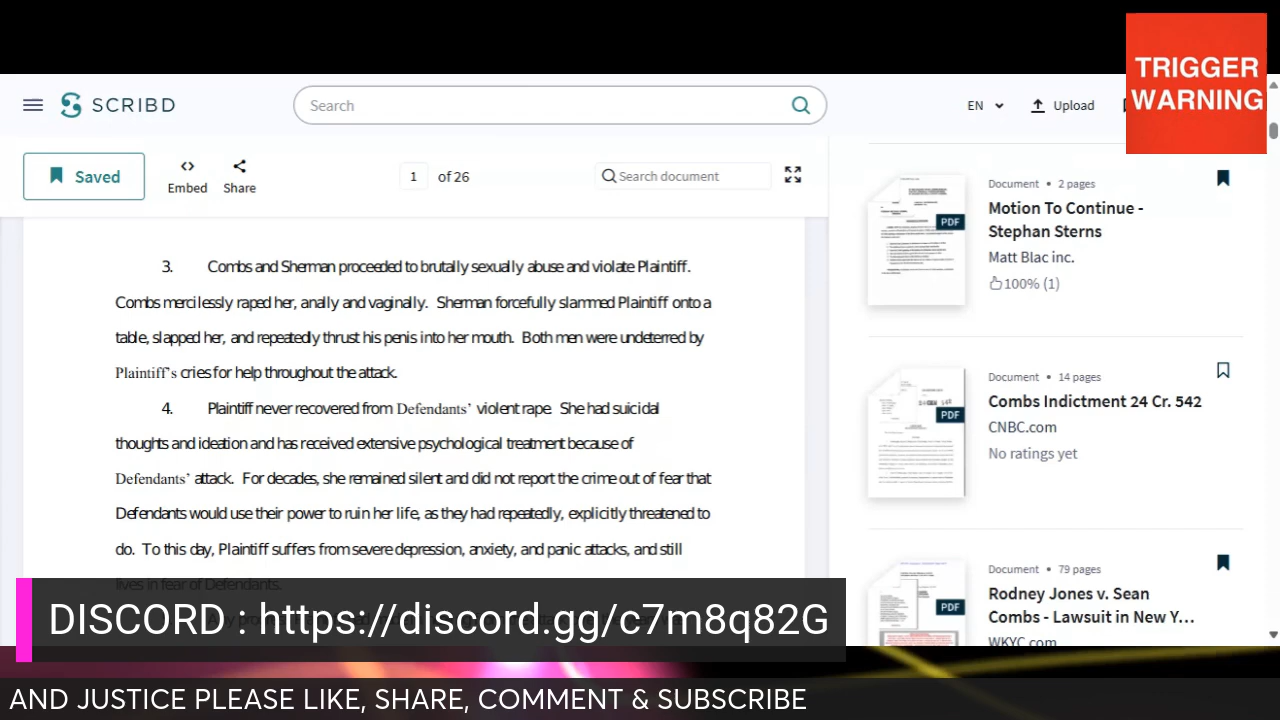 TRIGGER
WARNING
SCRIBD
Search
EN
Upload
Saved
Embed
Share
1 of 26
Search document
3. Combs and Sherman proceeded to brutally sexually abuse and violate Plaintiff.
Combs mercilessly raped her, anally and vaginally. Sherman forcefully slammed Plaintiff onto a
table, slapped her, and repeatedly thrust his penis into her mouth. Both men were undeterred by
Plaintiff's cries for help throughout the attack.
4. Plaintiff never recovered from Defendants' violent rape. She had suicidal
thoughts and ideation and has received extensive psychological treatment because of
Defendants' attack. For decades, she remained silent and did not report the crime out of fear that
Defendants would use their power to ruin her life, as they had repeatedly, explicitly threatened to
do. To this day, Plaintiff suffers from severe depression, anxiety, and panic attacks, and still
lives in fear of Defendants.
Document • 2 pages
Motion To Continue -
Stephan Sterns
Matt Blac inc.
100% (1)
PDF
Document • 14 pages
Combs Indictment 24 Cr. 542
CNBC.com
No ratings yet
PDF
Document • 79 pages
Rodney Jones v. Sean
Combs - Lawsuit in New Y...
WKYC.com
PDF
DISCORD : https://discord.gg/c7m8q82G
AND JUSTICE PLEASE LIKE, SHARE, COMMENT & SUBSCRIBE